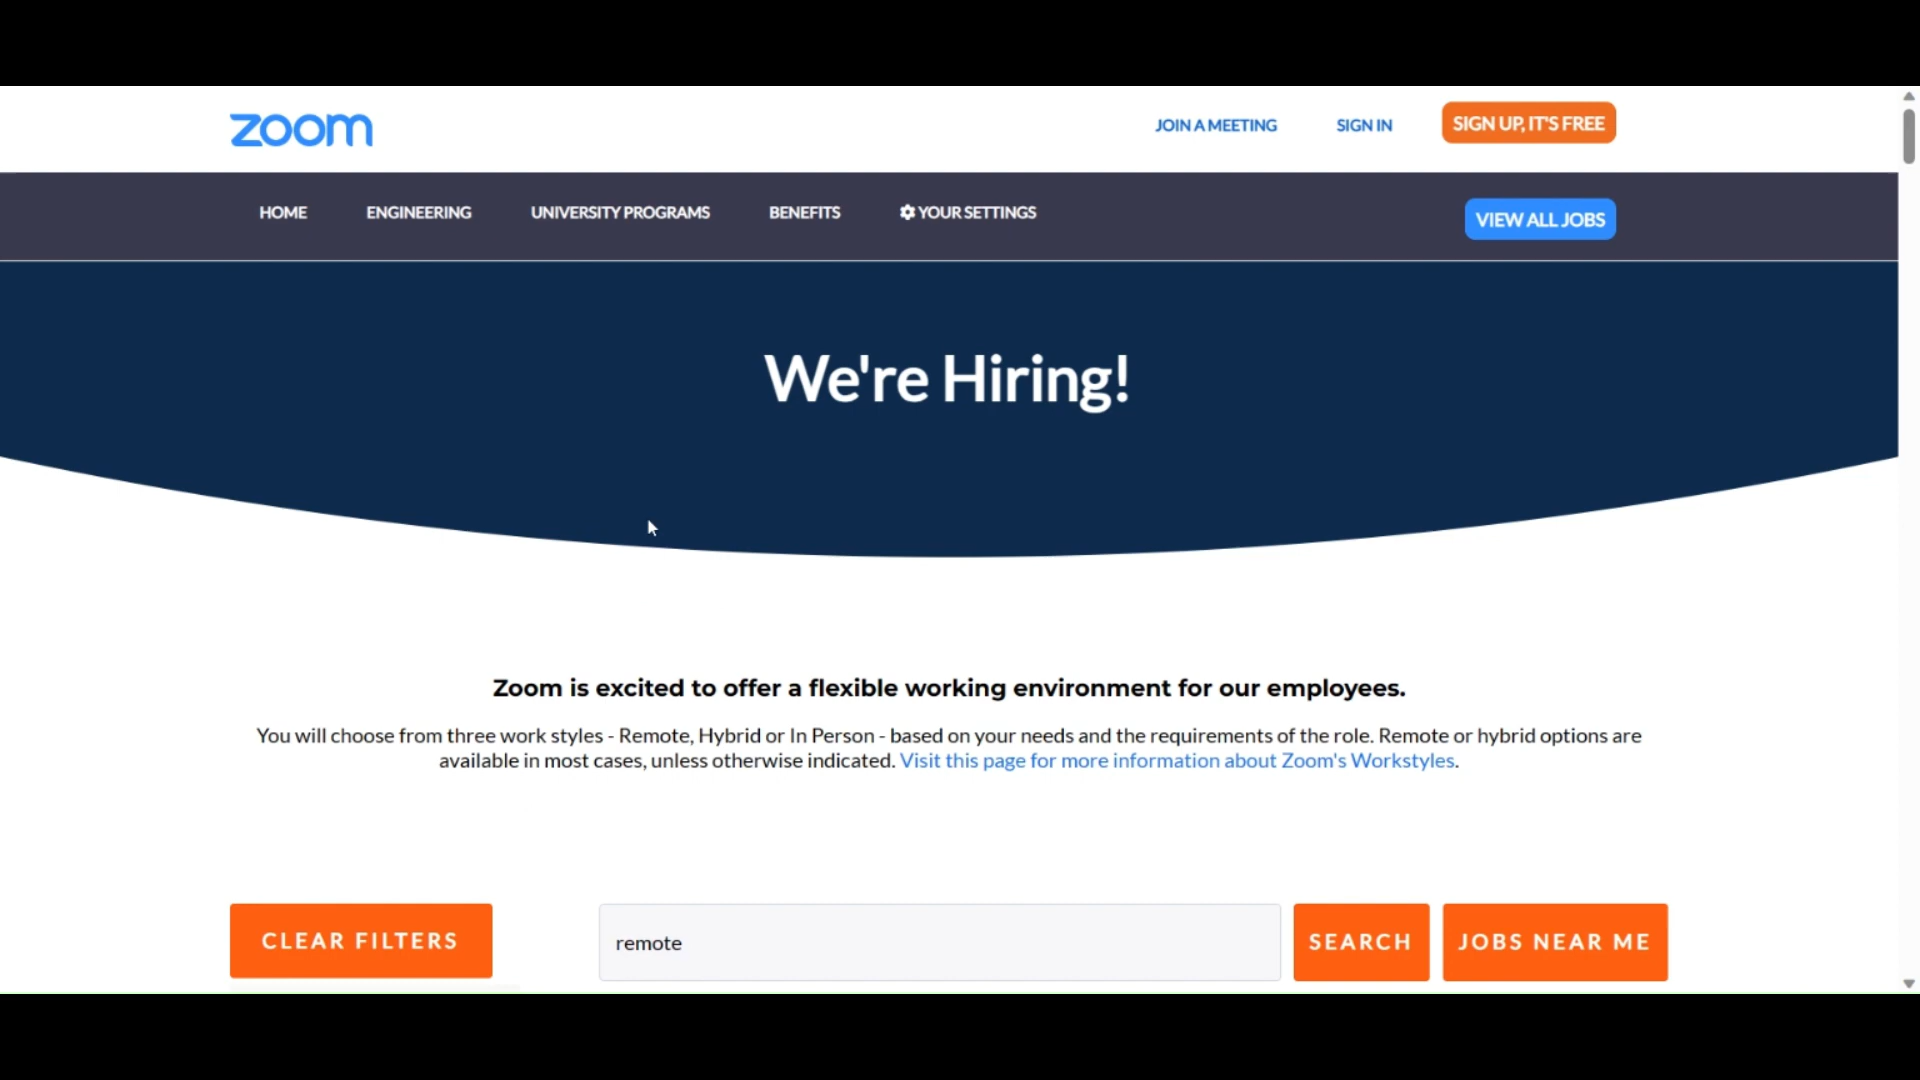 zoom
JOIN A MEETING
SIGN IN
SIGN UP, IT'S FREE
HOME
ENGINEERING
UNIVERSITY PROGRAMS
BENEFITS
YOUR SETTINGS
VIEW ALL JOBS
We're Hiring!
Zoom is excited to offer a flexible working environment for our employees.
You will choose from three work styles - Remote, Hybrid or In Person - based on your needs and the requirements of the role. Remote or hybrid options are
available in most cases, unless otherwise indicated. Visit this page for more information about Zoom's Workstyles.
CLEAR FILTERS
remote
SEARCH
JOBS NEAR ME